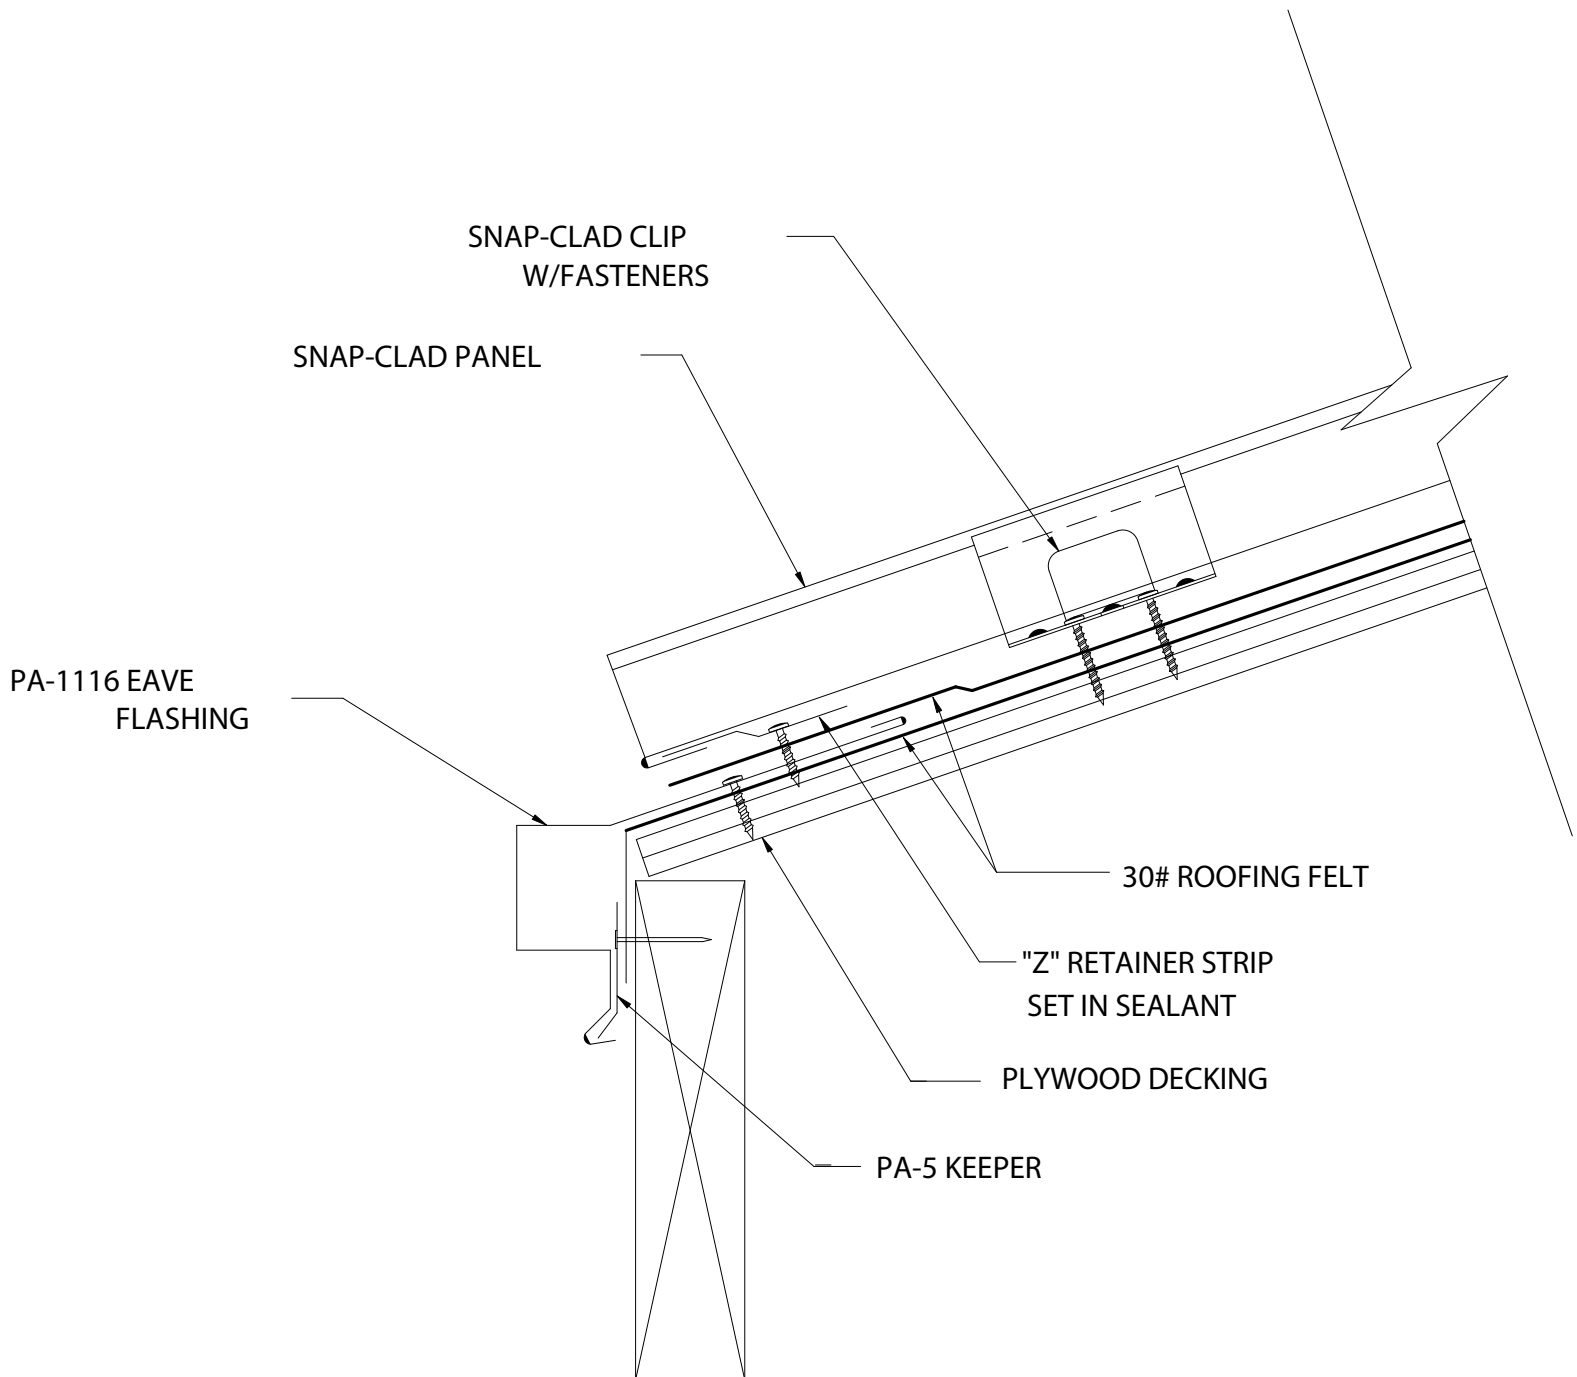 SNAP-CLAD CLIP
W/FASTENERS
SNAP-CLAD PANEL
PA-1116 EAVE
FLASHING
30# ROOFING FELT
"Z" RETAINER STRIP
SET IN SEALANT
PLYWOOD DECKING
PA-5 KEEPER